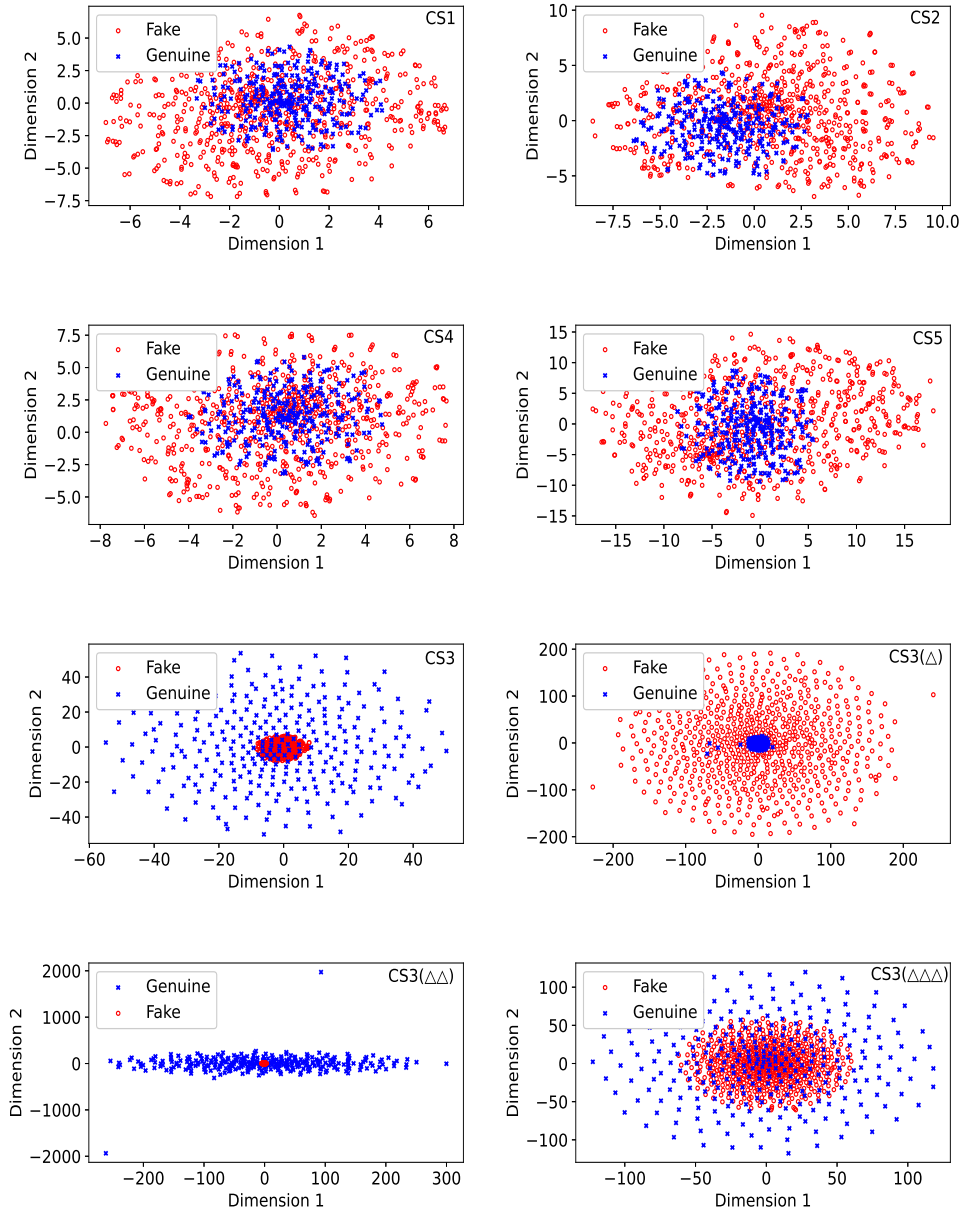 CS1
Fake
Genuine
5.0
2.5
0.0
−2.5
−5.0
−7.5
Dimension 2
−6 −4 −2 0 2 4 6
Dimension 1
CS2
Fake
Genuine
10
5
0
−5
Dimension 2
−7.5 −5.0 −2.5 0.0 2.5 5.0 7.5 10.0
Dimension 1
CS4
Fake
Genuine
7.5
5.0
2.5
0.0
−2.5
−5.0
Dimension 2
−8 −6 −4 −2 0 2 4 6 8
Dimension 1
CS5
Fake
Genuine
15
10
5
0
−5
−10
−15
Dimension 2
−15 −10 −5 0 5 10 15
Dimension 1
CS3
Fake
Genuine
40
20
0
−20
−40
Dimension 2
−60 −40 −20 0 20 40
Dimension 1
CS3(△)
Fake
Genuine
200
100
0
−100
−200
Dimension 2
−200 −100 0 100 200
Dimension 1
CS3(△△)
Genuine
Fake
2000
1000
0
−1000
−2000
Dimension 2
−200 −100 0 100 200 300
Dimension 1
CS3(△△△)
Fake
Genuine
100
50
0
−50
−100
Dimension 2
−100 −50 0 50 100
Dimension 1